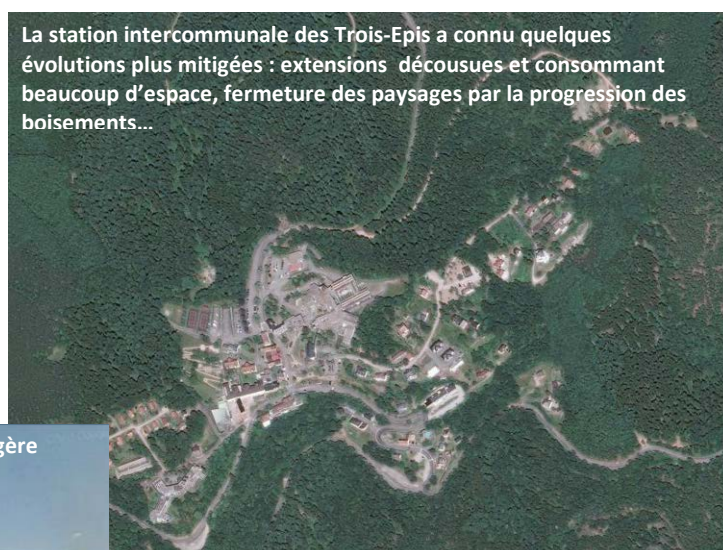 La station intercommunale des Trois-Epis a connu quelques
évolutions plus mitigées : extensions  décousues et consommant
beaucoup d’espace, fermeture des paysages par la progression des
boisements…
gère